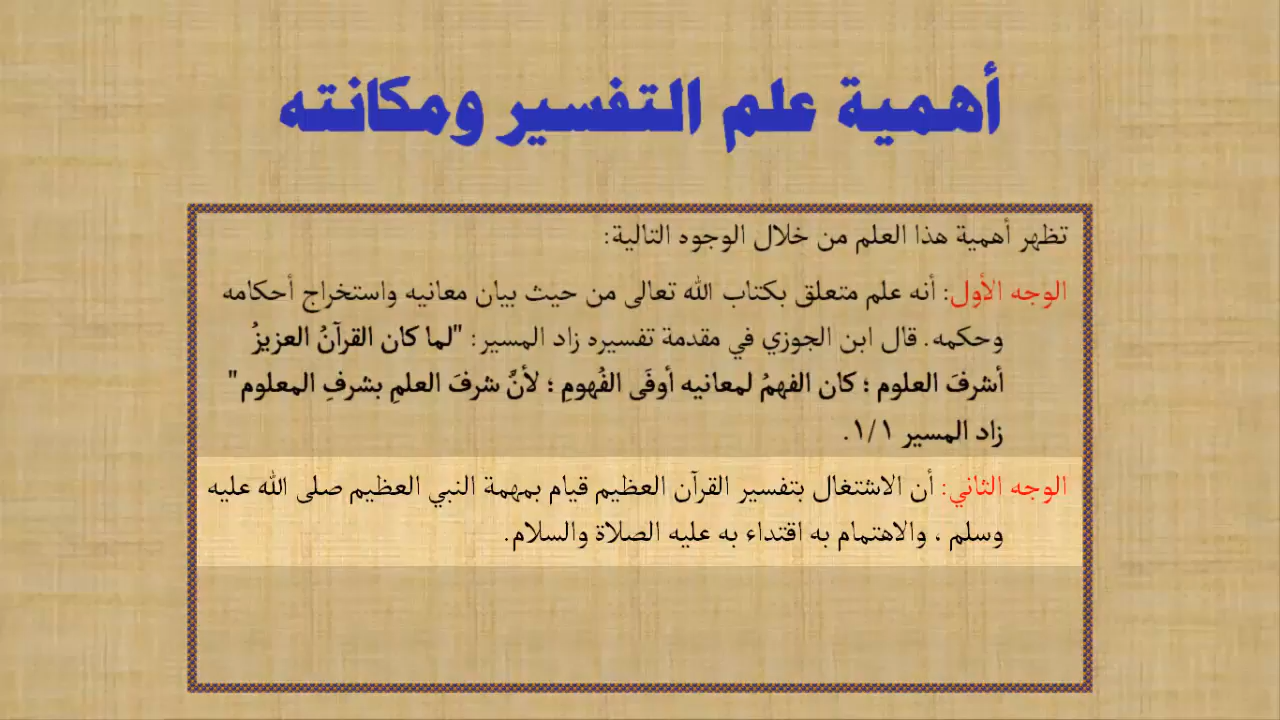 أهمية علم التفسير ومكانته
تظهر أهمية هذا العلم من خلال الوجوه التالية:
الوجه الأول: أنه علم متعلق بكتاب الله تعالى من حيث بيان معانيه واستخراج أحكامه
وحكمه. قال ابن الجوزي في مقدمة تفسيره زاد المسير: "لما كان القرآنُ العزيزُ
أشرفَ العلوم ؛ كان الفهمُ لمعانيه أوفَى الفُهومِ ؛ لأنَّ شرفَ العلمِ بشرفِ المعلوم"
زاد المسير ١/١.
الوجه الثاني: أن الاشتغال بتفسير القرآن العظيم قيام بمهمة النبي العظيم صلى الله عليه
وسلم ، والاهتمام به اقتداء به عليه الصلاة والسلام.